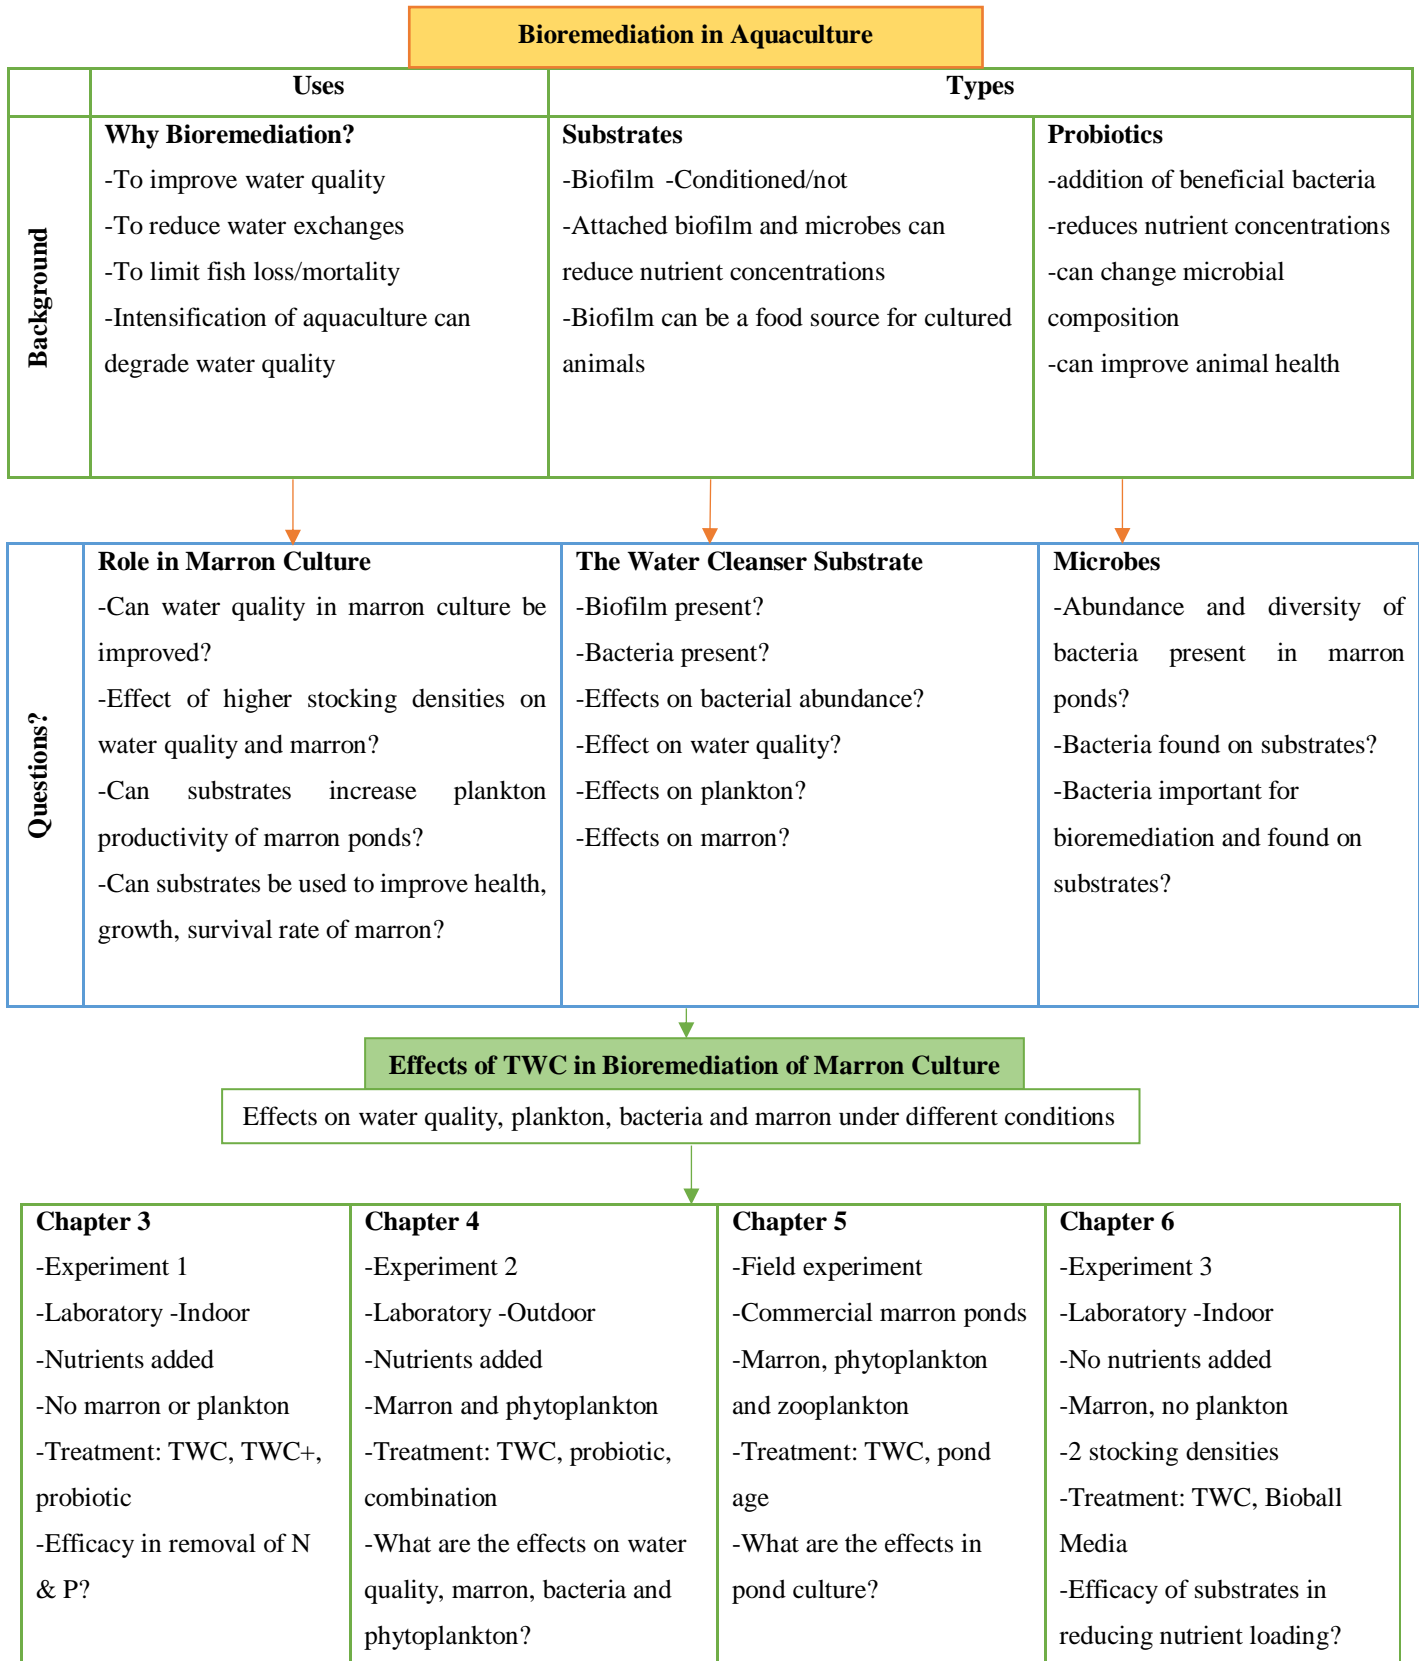 Bioremediation in Aquaculture
Uses
Types
Background
Why Bioremediation?
-To improve water quality
-To reduce water exchanges
-To limit fish loss/mortality
-Intensification of aquaculture can
degrade water quality
Substrates
-Biofilm -Conditioned/not
-Attached biofilm and microbes can
reduce nutrient concentrations
-Biofilm can be a food source for cultured
animals
Probiotics
-addition of beneficial bacteria
-reduces nutrient concentrations
-can change microbial
composition
-can improve animal health
Questions?
Role in Marron Culture
-Can water quality in marron culture be
improved?
-Effect of higher stocking densities on
water quality and marron?
-Can substrates increase plankton
productivity of marron ponds?
-Can substrates be used to improve health,
growth, survival rate of marron?
The Water Cleanser Substrate
-Biofilm present?
-Bacteria present?
-Effects on bacterial abundance?
-Effect on water quality?
-Effects on plankton?
-Effects on marron?
Microbes
-Abundance and diversity of
bacteria present in marron
ponds?
-Bacteria found on substrates?
-Bacteria important for
bioremediation and found on
substrates?
Effects of TWC in Bioremediation of Marron Culture
Effects on water quality, plankton, bacteria and marron under different conditions
Chapter 3
-Experiment 1
-Laboratory -Indoor
-Nutrients added
-No marron or plankton
-Treatment: TWC, TWC+,
probiotic
-Efficacy in removal of N
& P?
Chapter 4
-Experiment 2
-Laboratory -Outdoor
-Nutrients added
-Marron and phytoplankton
-Treatment: TWC, probiotic,
combination
-What are the effects on water
quality, marron, bacteria and
phytoplankton?
Chapter 5
-Field experiment
-Commercial marron ponds
-Marron, phytoplankton
and zooplankton
-Treatment: TWC, pond
age
-What are the effects in
pond culture?
Chapter 6
-Experiment 3
-Laboratory -Indoor
-No nutrients added
-Marron, no plankton
-2 stocking densities
-Treatment: TWC, Bioball
Media
-Efficacy of substrates in
reducing nutrient loading?